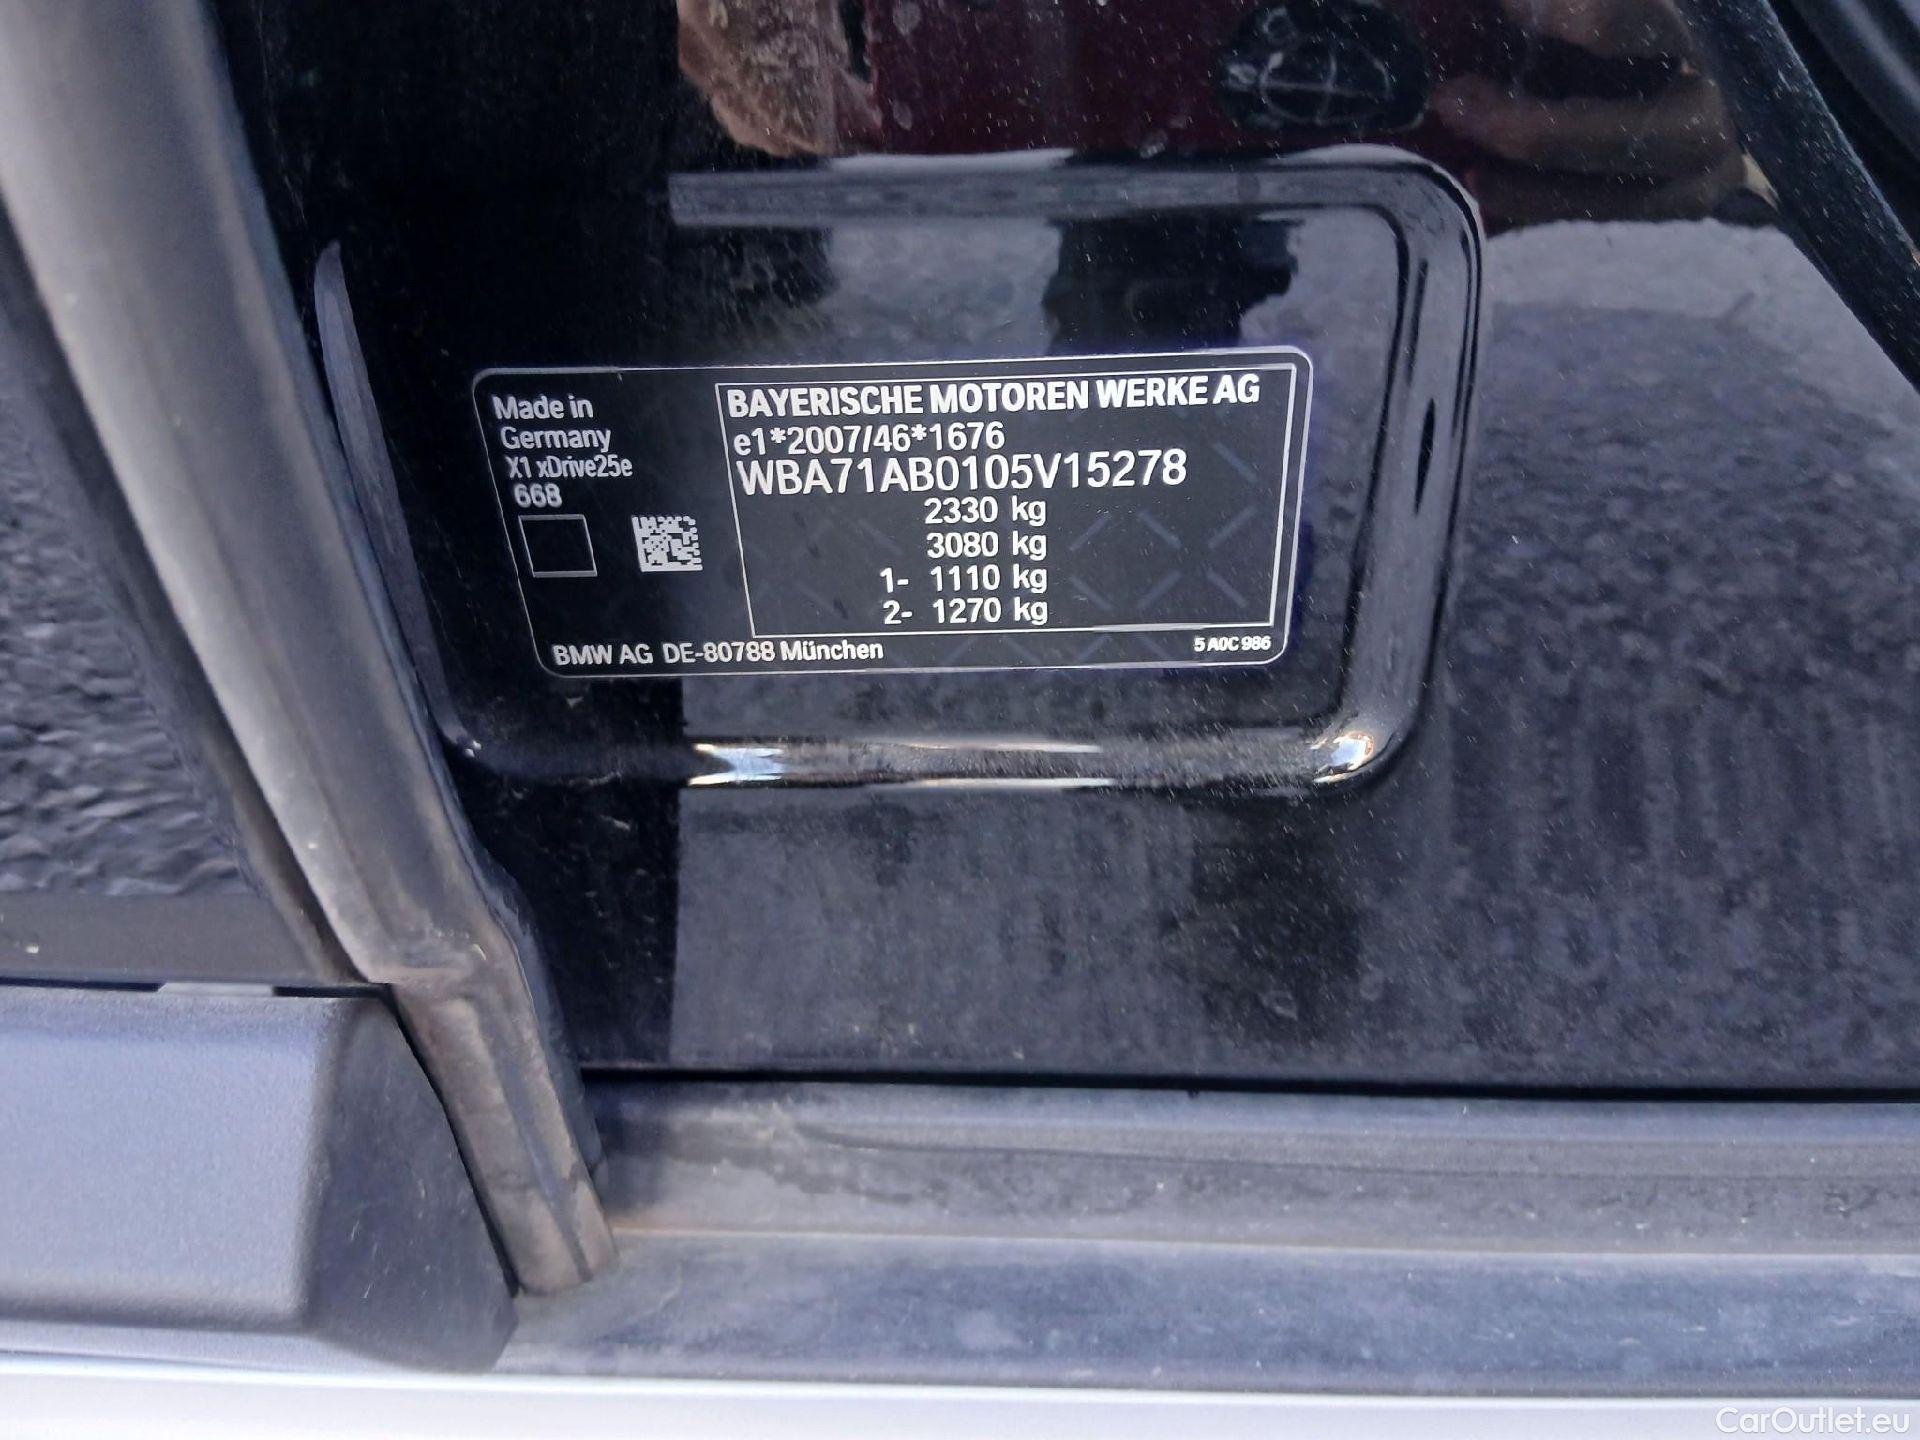 Made in
Germany
X1 xDrive25e
668
BAYERISCHE MOTOREN WERKE AG
e1*2007/46*1676
WBA71AB0105V15278
2330 kg
3080 kg
1- 1110 kg
2- 1270 kg
BMW AG DE-80788 München
5 A0C 986
CarOutlet.eu